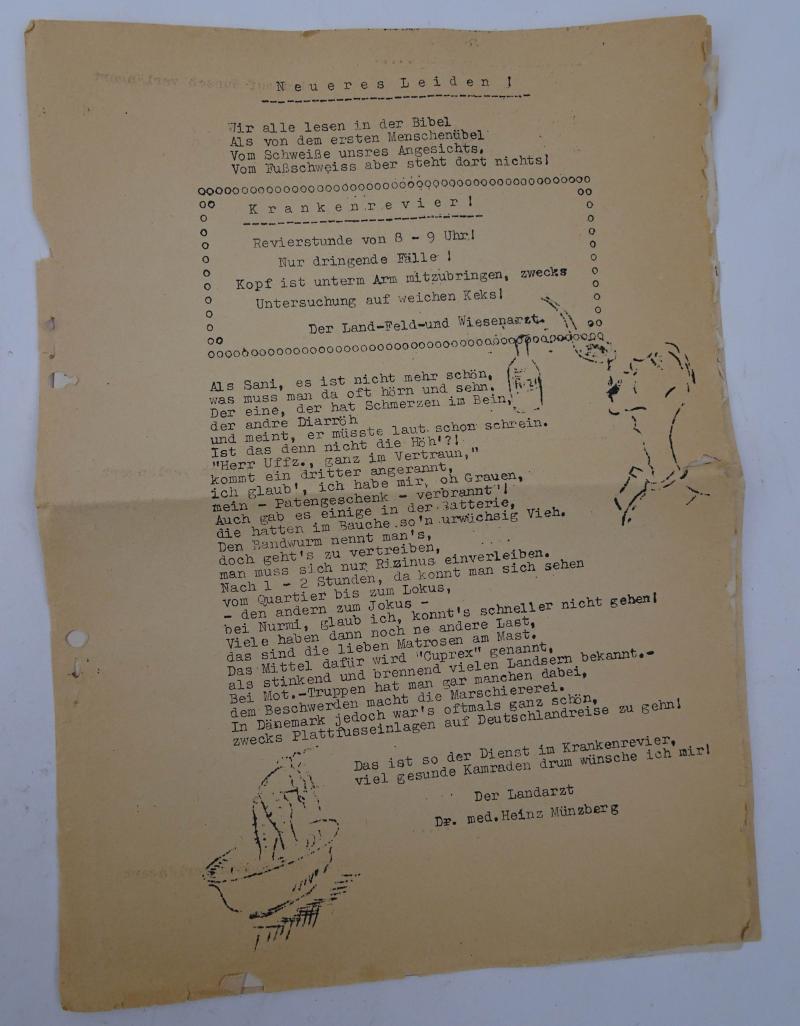 N e u e r e s  L e i d e n !
Wir alle lesen in der Bibel
Als von dem ersten Menschenübel
Vom Schweiße unsres Angesichts,
Vom Fußschweiss aber steht dort nichts!
K r a n k e n r e v i e r !
Revierstunde von 8 - 9 Uhr!
Nur dringende Fälle !
Kopf ist unterm Arm mitzubringen, zwecks
Untersuchung auf weichen Keks!
Der Land-Feld-und Wiesenarzt.
Als Sani, es ist nicht mehr schön,
was muss man da oft hörn und sehn.
Der eine, der hat Schmerzen im Bein,
der andre Diarröh
und meint, er müsste laut schon schrein.
Ist das denn nicht die Höh'?!
"Herr Uffz., ganz im Vertraun,"
kommt ein dritter angerannt,
ich glaub', ich habe mir, oh Grauen,
mein - Patengeschenk - verbrannt"!
Auch gab es einige in der Batterie,
die hatten im Bauche so'n urwüchsig Vieh.
Den Bandwurm nennt man's,
doch geht's zu vertreiben,
man muss sich nur Rizinus einverleiben.
Nach 1 - 2 Stunden, da konnt man sich sehen
vom Quartier bis zum Lokus,
- den andern zum Jokus -
bei Nurmi, glaub ich, konnt's schneller nicht gehen!
Viele haben dann noch ne andere Last,
das sind die lieben Matrosen am Mast.
Das Mittel dafür wird "Cuprex" genannt,
als stinkend und brennend vielen Landsern bekannt.-
Bei Mot.-Truppen hat man gar manchen dabei,
dem Beschwerden macht die Marschiererei.
In Dänemark jedoch war's oftmals ganz schön,
zwecks Plattfusseinlagen auf Deutschlandreise zu gehn!
Das ist so der Dienst im Krankenrevier,
viel gesunde Kamraden drum wünsche ich mir!
Der Landarzt
Dr. med.Heinz Münzberg